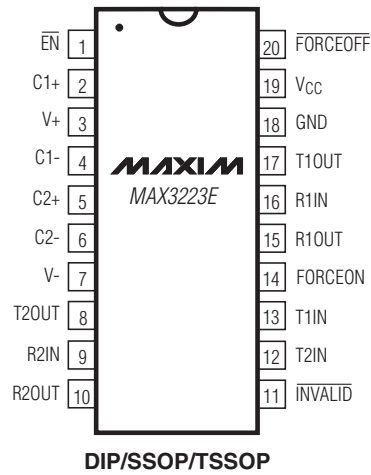 EN 1 20 FORCEOFF
C1+ 2 19 VCC
V+ 3 18 GND
C1- 4 MAXIM 17 T1OUT
C2+ 5 MAX3223E 16 R1IN
C2- 6 15 R1OUT
V- 7 14 FORCEON
T2OUT 8 13 T1IN
R2IN 9 12 T2IN
R2OUT 10 11 INVALID
DIP/SSOP/TSSOP